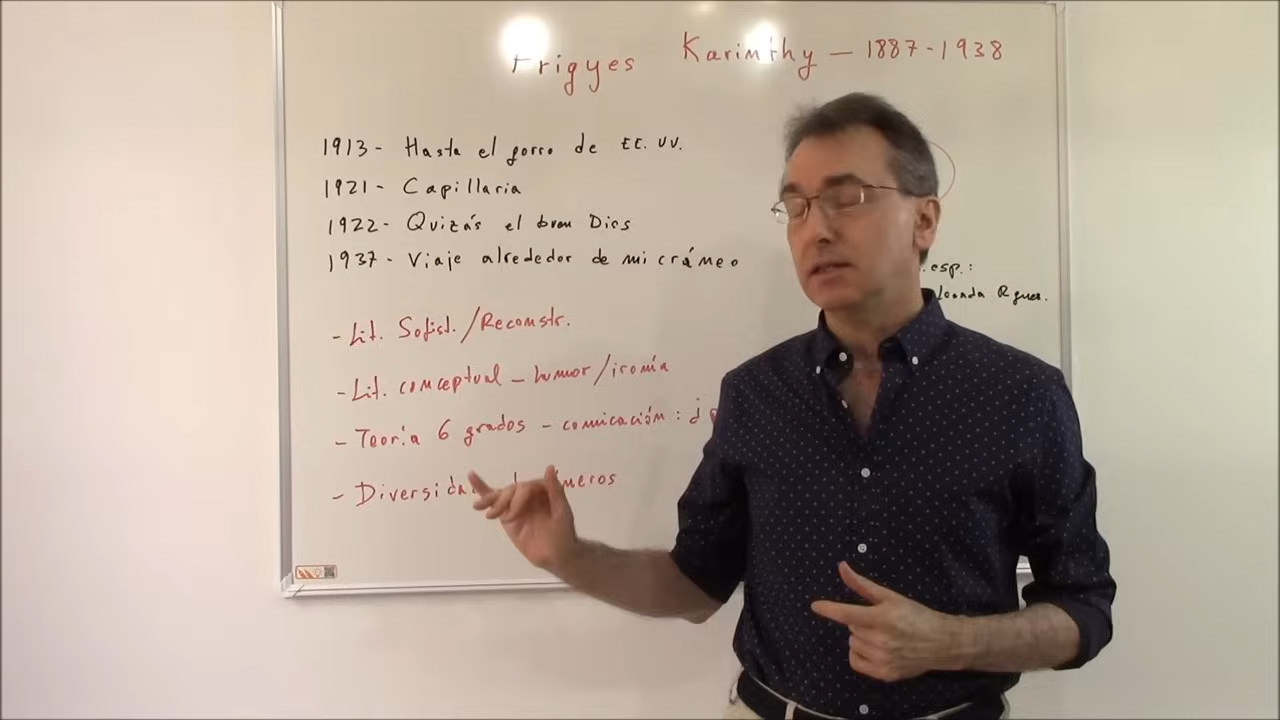 Frigyes Karinthy — 1887-1938
1913- Hasta el gorro de EE. UU.
1921- Capillaria
1922- Quizás el buen Dios
1937- Viaje alrededor de mi cráneo
esp.:
- Lit. Sofist./Reconstr.
- Lit. conceptual - humor/ironía
- Teoría 6 grados - comicación: ¿
- Diversidad